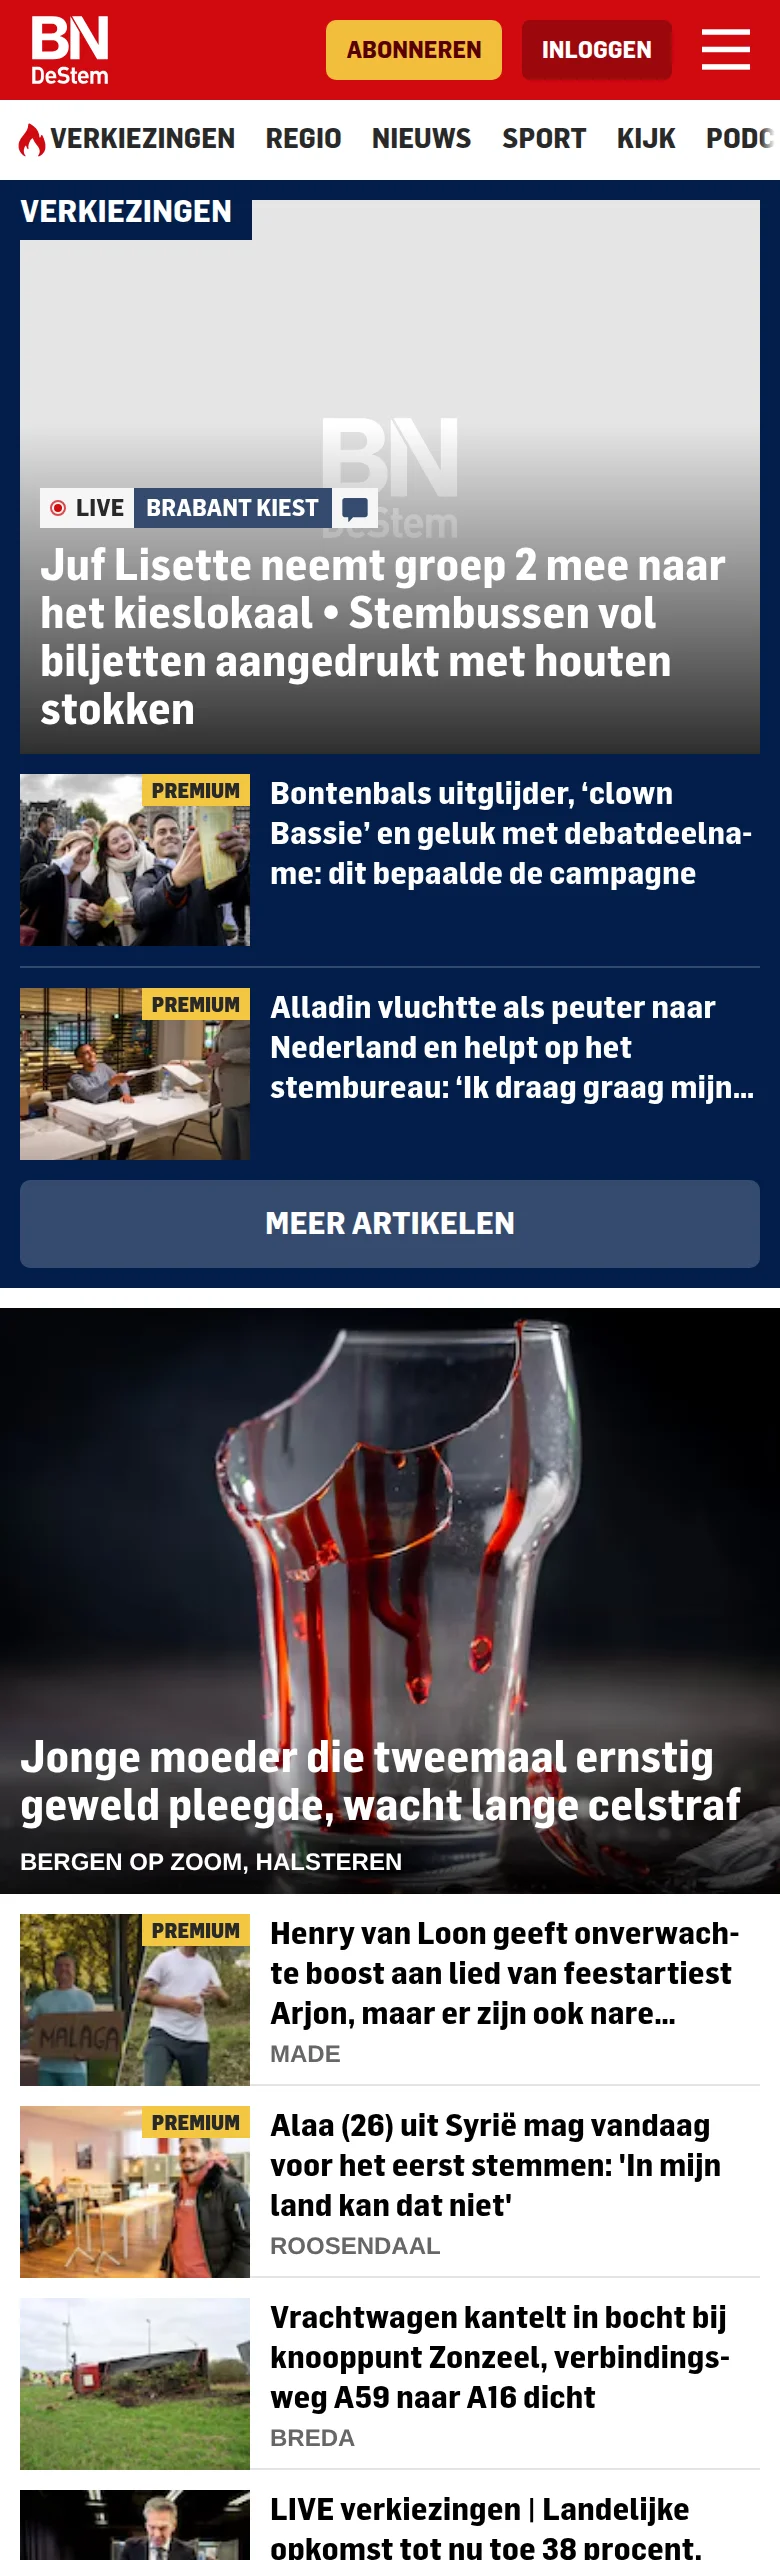 BN
DeStem
ABONNEREN
INLOGGEN
VERKIEZINGEN
REGIO
NIEUWS
SPORT
KIJK
PODC
VERKIEZINGEN
BN
DeStem
LIVE
BRABANT KIEST
Juf Lisette neemt groep 2 mee naar
het kieslokaal • Stembussen vol
biljetten aangedrukt met houten
stokken
PREMIUM
Bontenbals uitglijder, ‘clown
Bassie’ en geluk met debatdeelna-
me: dit bepaalde de campagne
PREMIUM
Alladin vluchtte als peuter naar
Nederland en helpt op het
stembureau: ‘Ik draag graag mijn...
MEER ARTIKELEN
Jonge moeder die tweemaal ernstig
geweld pleegde, wacht lange celstraf
BERGEN OP ZOOM, HALSTEREN
PREMIUM
MALAGA
Henry van Loon geeft onverwach-
te boost aan lied van feestartiest
Arjon, maar er zijn ook nare...
MADE
PREMIUM
Alaa (26) uit Syrië mag vandaag
voor het eerst stemmen: 'In mijn
land kan dat niet'
ROOSENDAAL
Vrachtwagen kantelt in bocht bij
knooppunt Zonzeel, verbindings-
weg A59 naar A16 dicht
BREDA
LIVE verkiezingen | Landelijke
opkomst tot nu toe 38 procent,